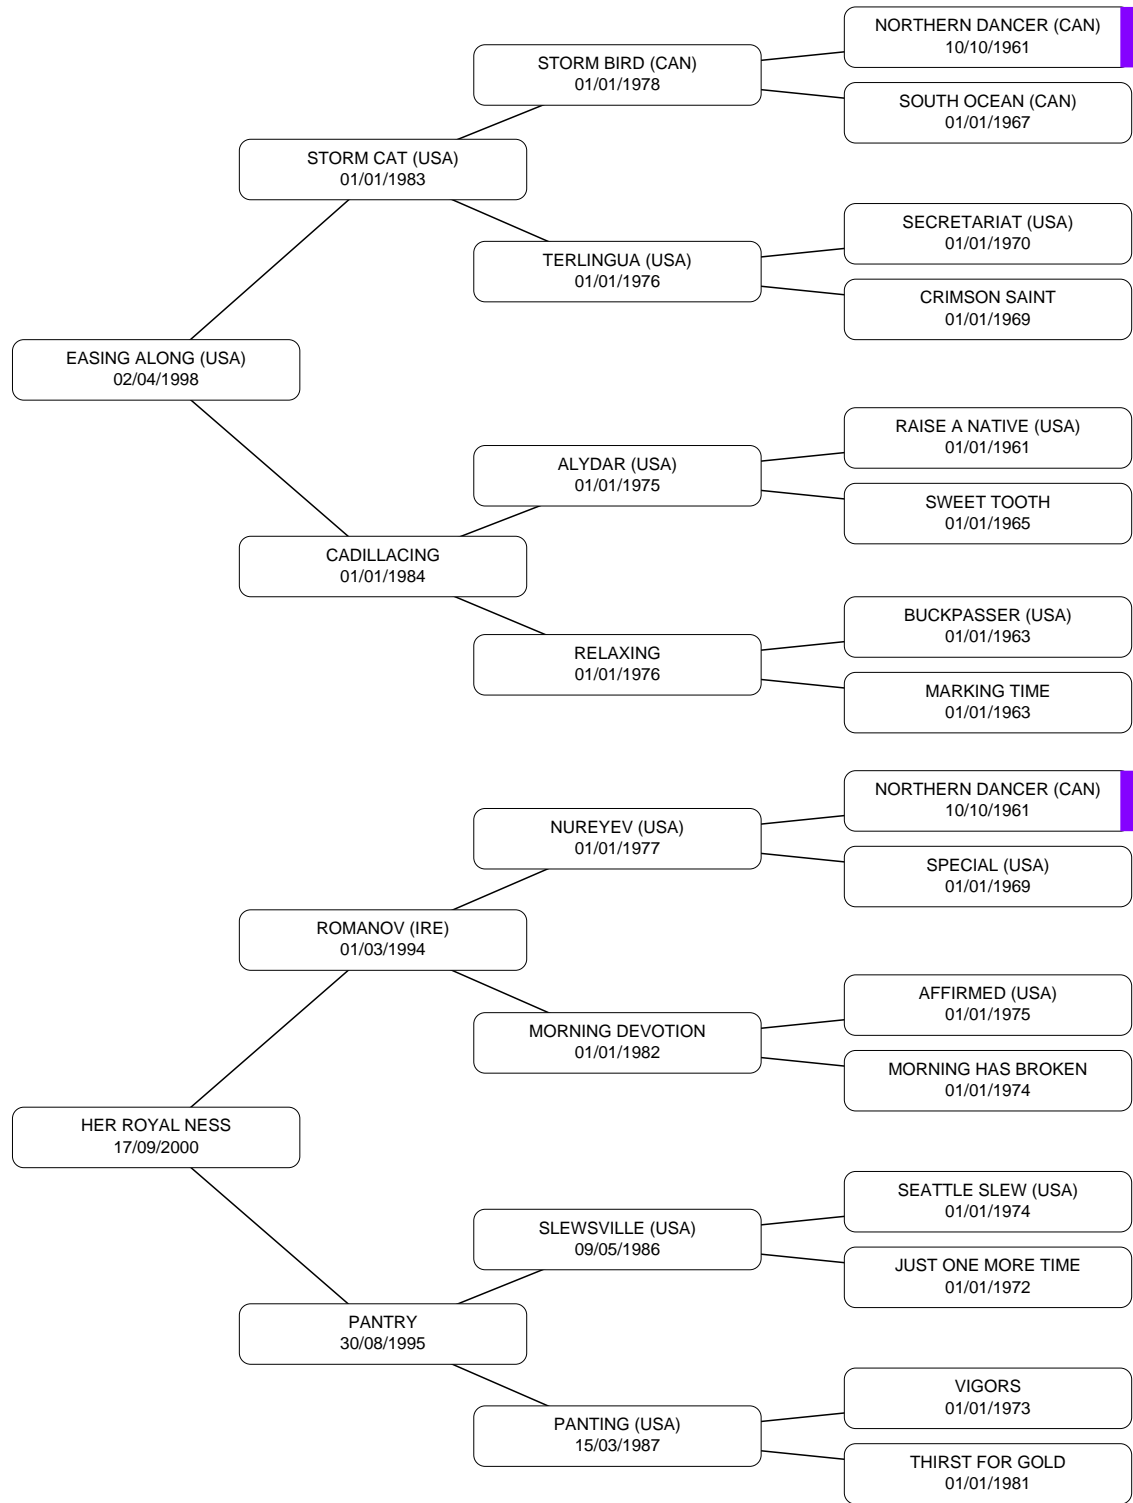 NORTHERN DANCER (CAN)
10/10/1961
STORM BIRD (CAN)
01/01/1978
SOUTH OCEAN (CAN)
01/01/1967
STORM CAT (USA)
01/01/1983
SECRETARIAT (USA)
01/01/1970
TERLINGUA (USA)
01/01/1976
CRIMSON SAINT
01/01/1969
EASING ALONG (USA)
02/04/1998
RAISE A NATIVE (USA)
01/01/1961
ALYDAR (USA)
01/01/1975
SWEET TOOTH
01/01/1965
CADILLACING
01/01/1984
BUCKPASSER (USA)
01/01/1963
RELAXING
01/01/1976
MARKING TIME
01/01/1963
NORTHERN DANCER (CAN)
10/10/1961
NUREYEV (USA)
01/01/1977
SPECIAL (USA)
01/01/1969
ROMANOV (IRE)
01/03/1994
AFFIRMED (USA)
01/01/1975
MORNING DEVOTION
01/01/1982
MORNING HAS BROKEN
01/01/1974
HER ROYAL NESS
17/09/2000
SEATTLE SLEW (USA)
01/01/1974
SLEWSVILLE (USA)
09/05/1986
JUST ONE MORE TIME
01/01/1972
PANTRY
30/08/1995
VIGORS
01/01/1973
PANTING (USA)
15/03/1987
THIRST FOR GOLD
01/01/1981